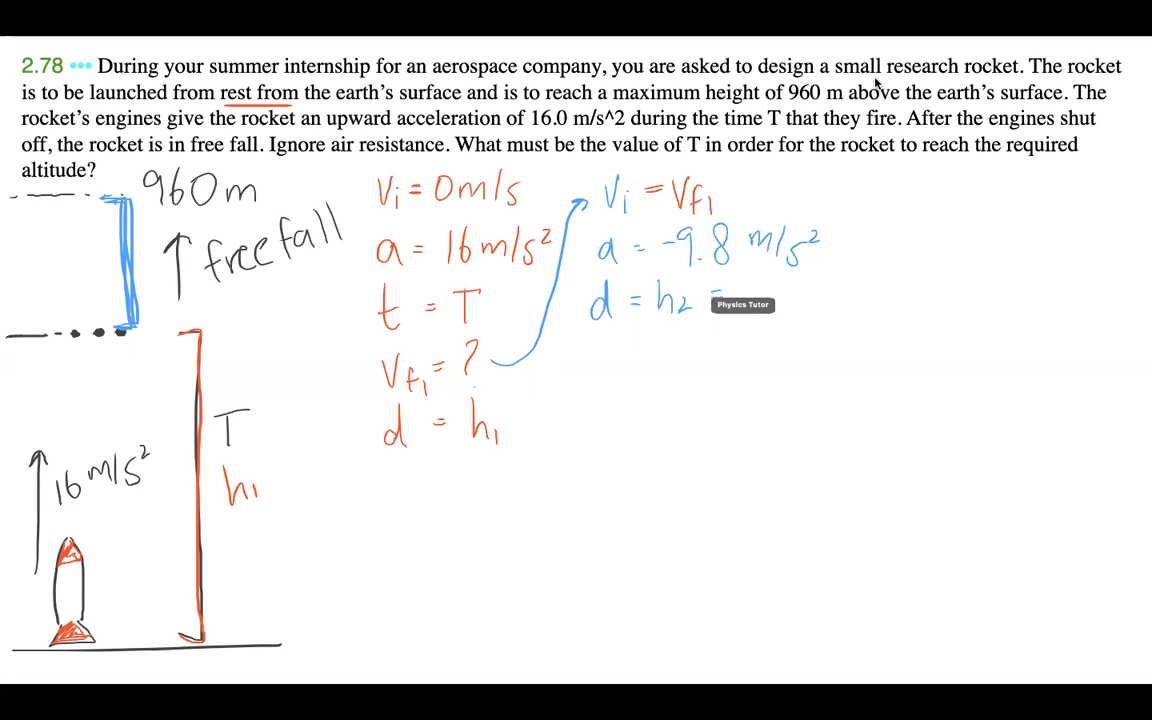 2.78 ••• During your summer internship for an aerospace company, you are asked to design a small research rocket. The rocket
is to be launched from rest from the earth's surface and is to reach a maximum height of 960 m above the earth's surface. The
rocket's engines give the rocket an upward acceleration of 16.0 m/s^2 during the time T that they fire. After the engines shut
off, the rocket is in free fall. Ignore air resistance. What must be the value of T in order for the rocket to reach the required
altitude?
960m
free fall
T
h₁
16 m/s²
Vᵢ = 0m/s
a = 16m/s²
t = T
V_f₁ = ?
d = h₁
Vᵢ = V_f₁
a = -9.8 m/s²
d = h₂ =
Physics Tutor